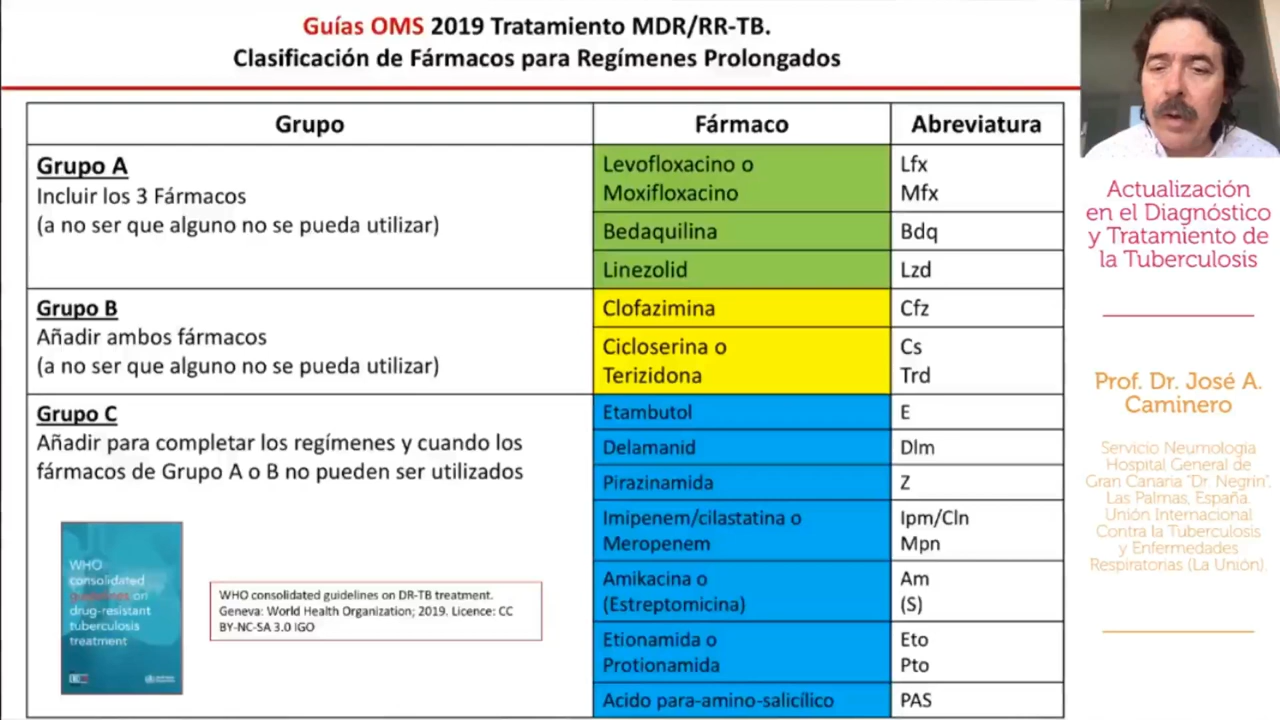 Guías OMS 2019 Tratamiento MDR/RR-TB.
Clasificación de Fármacos para Regímenes Prolongados
Grupo
Fármaco
Abreviatura
Grupo A
Incluir los 3 Fármacos
(a no ser que alguno no se pueda utilizar)
Levofloxacino o
Moxifloxacino
Lfx
Mfx
Bedaquilina
Bdq
Linezolid
Lzd
Grupo B
Añadir ambos fármacos
(a no ser que alguno no se pueda utilizar)
Clofazimina
Cfz
Cicloserina o
Terizidona
Cs
Trd
Grupo C
Añadir para completar los regímenes y cuando los
fármacos de Grupo A o B no pueden ser utilizados
Etambutol
E
Delamanid
Dlm
Pirazinamida
Z
Imipenem/cilastatina o
Meropenem
Ipm/Cln
Mpn
Amikacina o
(Estreptomicina)
Am
(S)
Etionamida o
Protionamida
Eto
Pto
Acido para-amino-salicílico
PAS
WHO
consolidated
guidelines on
drug-resistant
tuberculosis
treatment
WHO consolidated guidelines on DR-TB treatment.
Geneva: World Health Organization; 2019. Licence: CC
BY-NC-SA 3.0 IGO
Actualización
en el Diagnóstico
y Tratamiento de
la Tuberculosis
Prof. Dr. José A.
Caminero
Servicio Neumologia
Hospital General de
Gran Canaria "Dr. Negrin".
Las Palmas, España.
Unión Internacional
Contra la Tuberculosis
y Enfermedades
Respiratorias (La Unión).